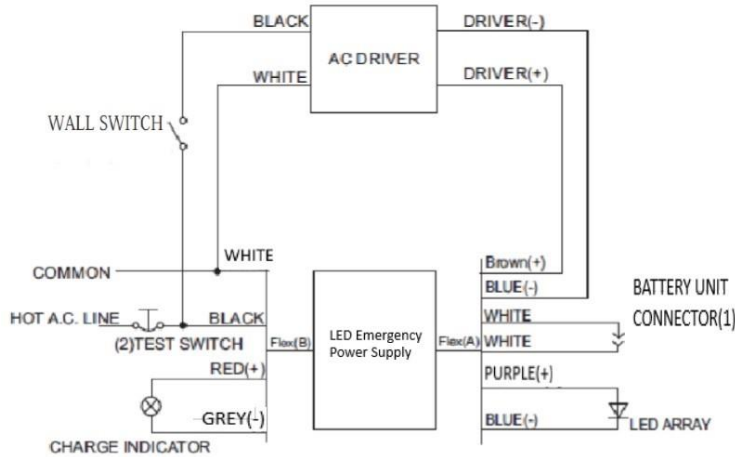 BLACK
AC DRIVER
DRIVER(-)
WHITE
DRIVER(+)
WALL SWITCH
WHITE
COMMON
Brown(+)
BLUE(-)
BATTERY UNIT
CONNECTOR(1)
HOT A.C. LINE
BLACK
WHITE
(2)TEST SWITCH
Flex(B)
LED Emergency
Power Supply
Flex(A)
WHITE
RED(+)
PURPLE(+)
GREY(-)
BLUE(-)
LED ARRAY
CHARGE INDICATOR